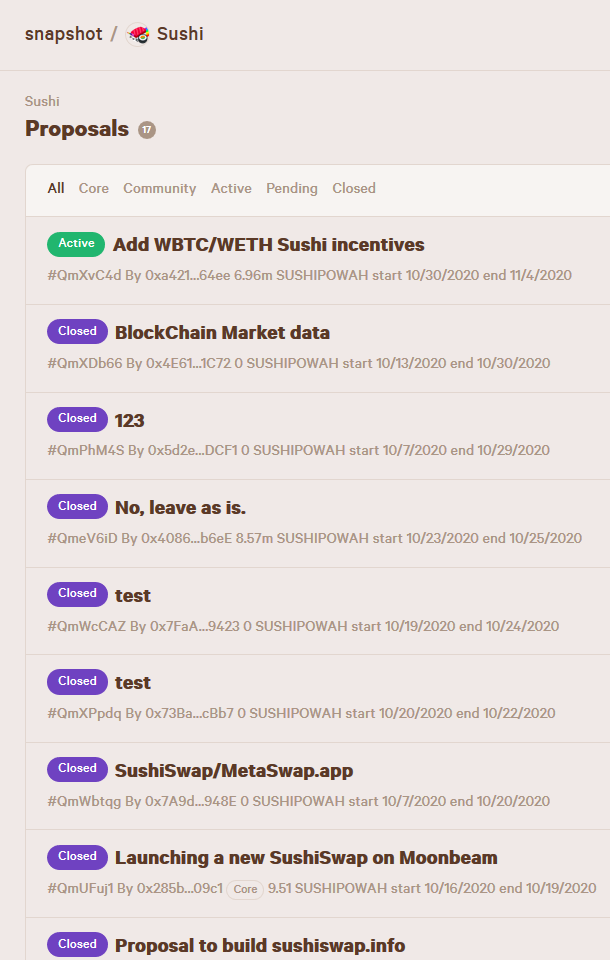 snapshot / Sushi
Sushi
Proposals 17
All Core Community Active Pending Closed
Active Add WBTC/WETH Sushi incentives
#QmXvC4d By 0xa421...64ee 6.96m SUSHIPOWAH start 10/30/2020 end 11/4/2020
Closed BlockChain Market data
#QmXDb66 By 0x4E61...1C72 0 SUSHIPOWAH start 10/13/2020 end 10/30/2020
Closed 123
#QmPhM4S By 0x5d2e...DCF1 0 SUSHIPOWAH start 10/7/2020 end 10/29/2020
Closed No, leave as is.
#QmeV6iD By 0x4086...b6eE 8.57m SUSHIPOWAH start 10/23/2020 end 10/25/2020
Closed test
#QmWcCAZ By 0x7FaA...9423 0 SUSHIPOWAH start 10/19/2020 end 10/24/2020
Closed test
#QmXPpdq By 0x73Ba...cBb7 0 SUSHIPOWAH start 10/20/2020 end 10/22/2020
Closed SushiSwap/MetaSwap.app
#QmWbtqg By 0x7A9d...948E 0 SUSHIPOWAH start 10/7/2020 end 10/20/2020
Closed Launching a new SushiSwap on Moonbeam
#QmUFuj1 By 0x285b...09c1 Core 9.51 SUSHIPOWAH start 10/16/2020 end 10/19/2020
Closed Proposal to build sushiswap.info